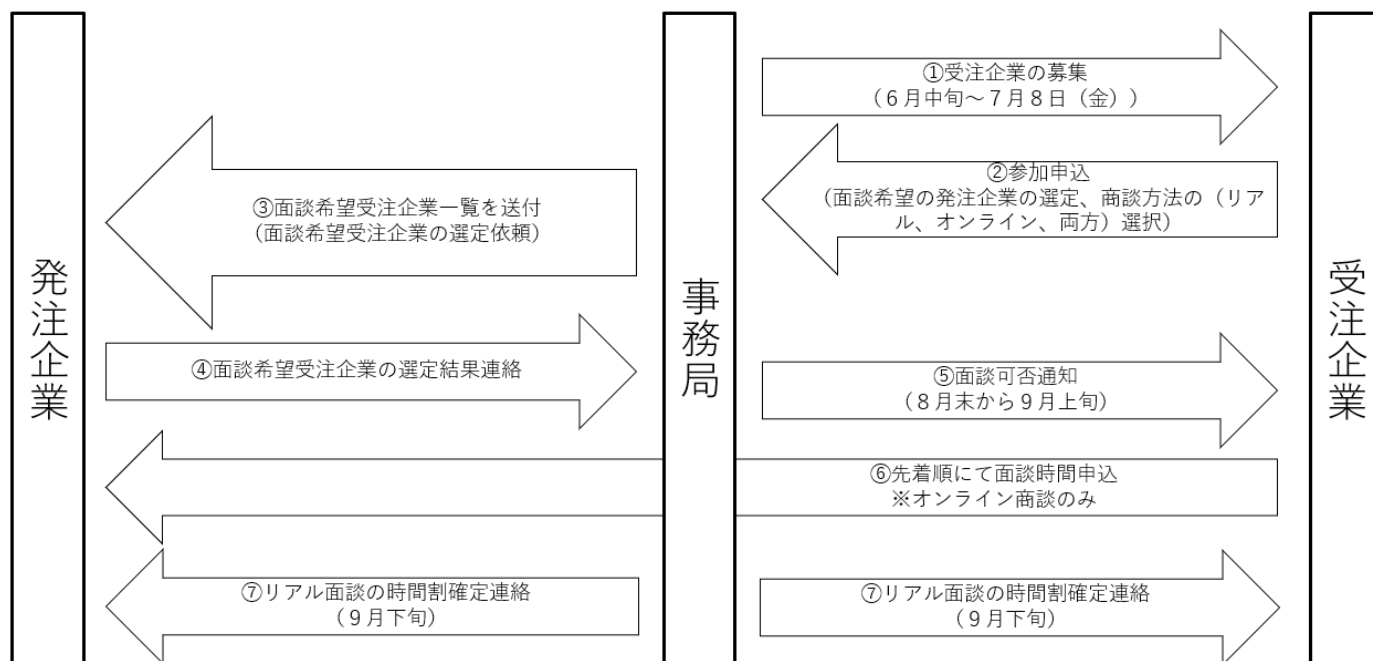 発注企業
事務局
受注企業
①受注企業の募集
（６月中旬～７月８日（金））
②参加申込
（面談希望の発注企業の選定、商談方法の（リア
ル、オンライン、両方）選択）
③面談希望受注企業一覧を送付
（面談希望受注企業の選定依頼）
④面談希望受注企業の選定結果連絡
⑤面談可否通知
（８月末から９月上旬）
⑥先着順にて面談時間申込
※オンライン商談のみ
⑦リアル面談の時間割確定連絡
（９月下旬）
⑦リアル面談の時間割確定連絡
（９月下旬）